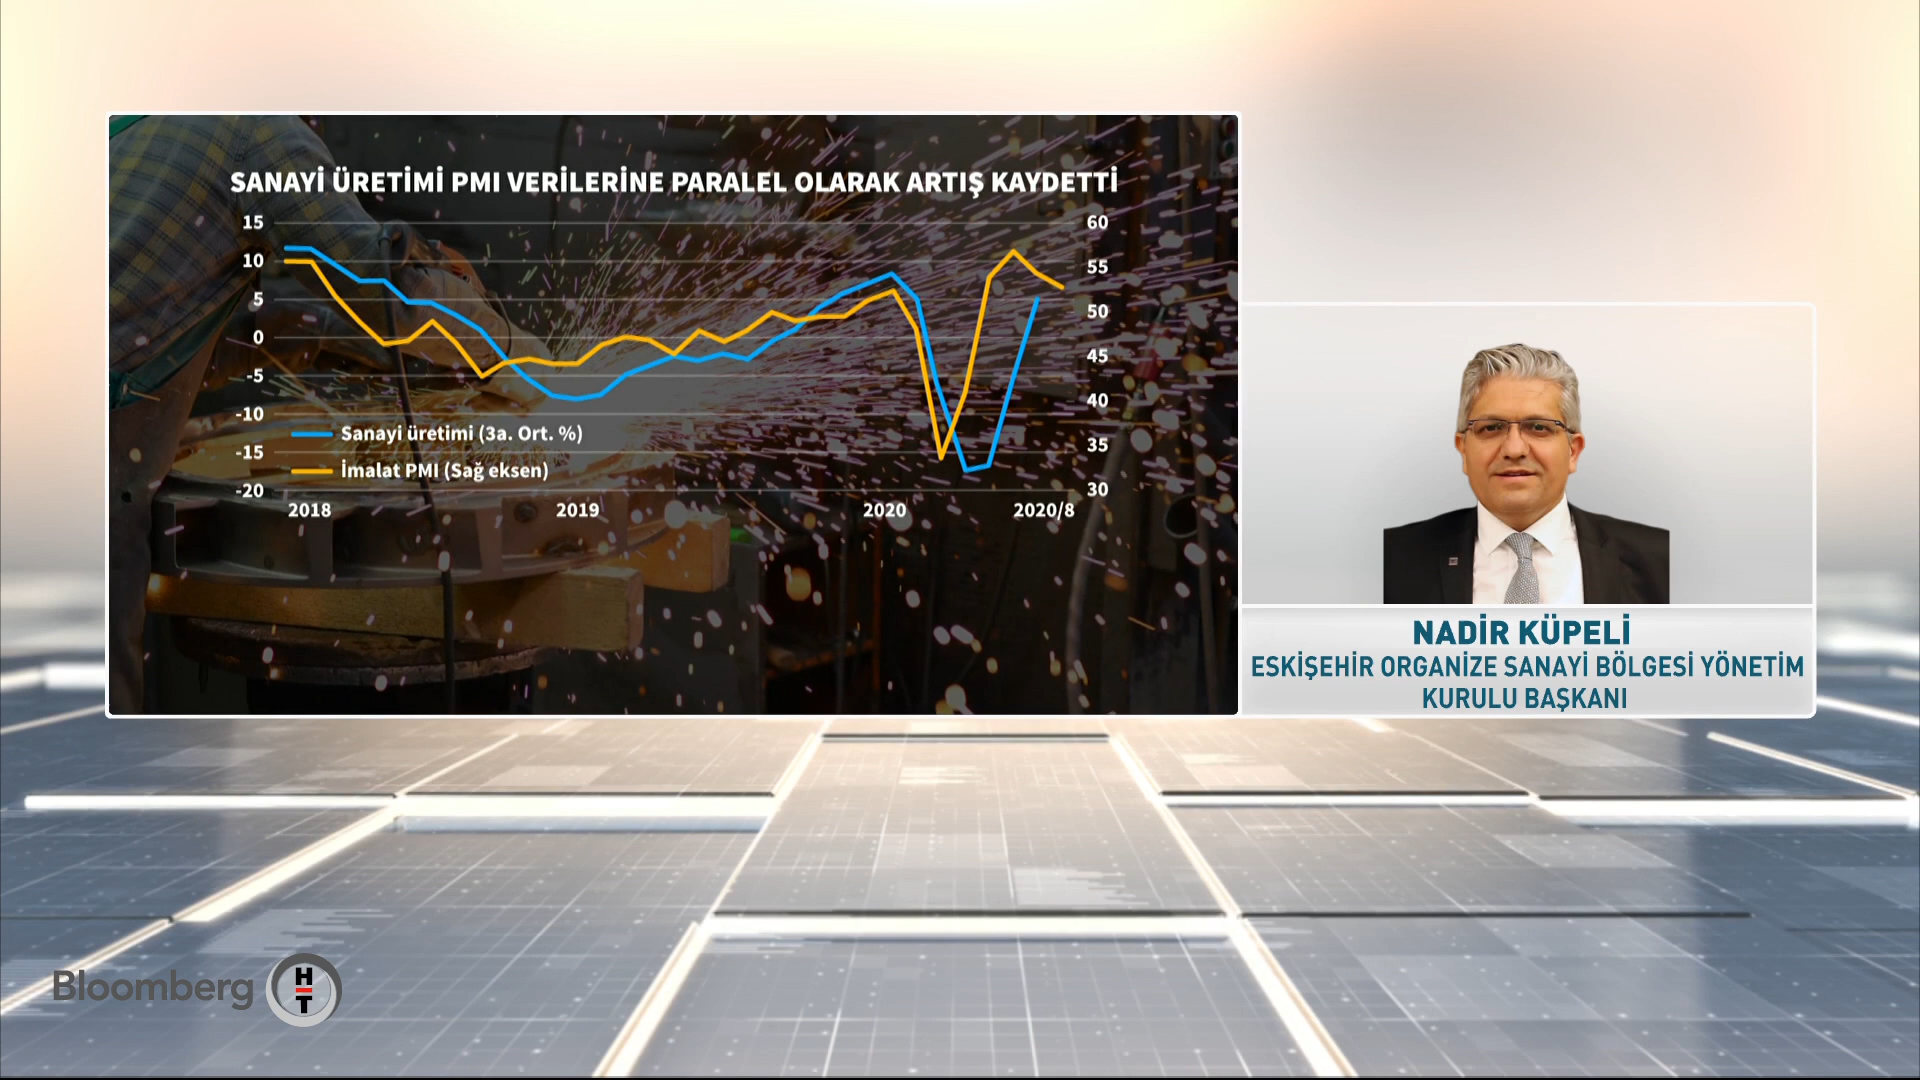 SANAYİ ÜRETİMİ PMI VERİLERİNE PARALEL OLARAK ARTIŞ KAYDETTİ
15
60
10
55
5
50
0
45
-5
40
-10
Sanayi üretimi (3a. Ort. %)
35
-15
İmalat PMI (Sağ eksen)
-20
30
2018
2019
2020
2020/8
NADİR KÜPELİ
ESKİŞEHİR ORGANİZE SANAYİ BÖLGESİ YÖNETİM
KURULU BAŞKANI
Bloomberg HT